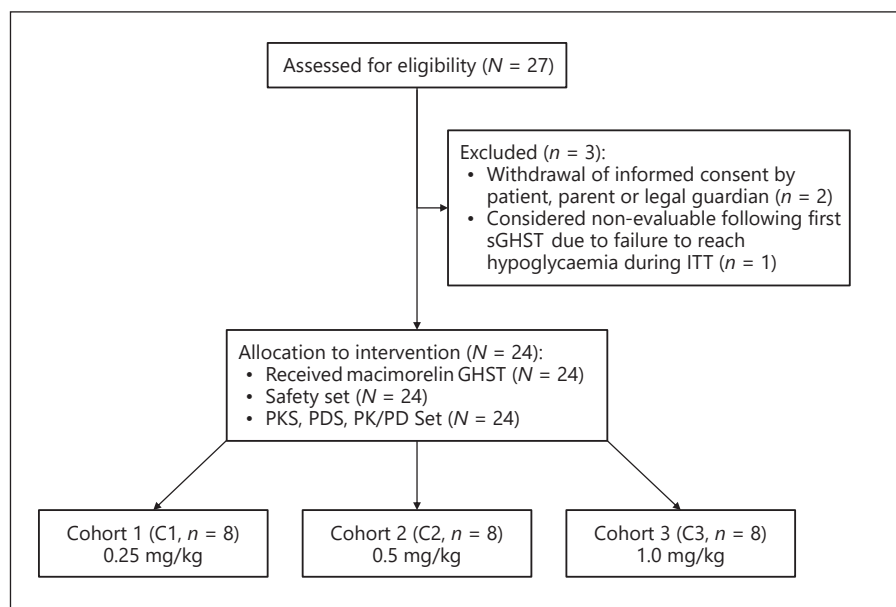 Assessed for eligibility (N = 27)
Excluded (n = 3):
• Withdrawal of informed consent by
patient, parent or legal guardian (n = 2)
• Considered non-evaluable following first
sGHST due to failure to reach
hypoglycaemia during ITT (n = 1)
Allocation to intervention (N = 24):
• Received macimorelin GHST (N = 24)
• Safety set (N = 24)
• PKS, PDS, PK/PD Set (N = 24)
Cohort 1 (C1, n = 8)
0.25 mg/kg
Cohort 2 (C2, n = 8)
0.5 mg/kg
Cohort 3 (C3, n = 8)
1.0 mg/kg